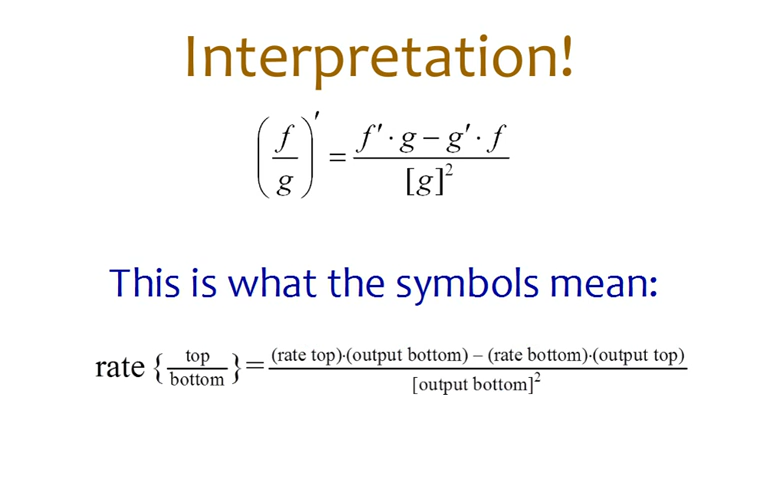 Interpretation!
(f/g)′ = (f′ · g − g′ · f)/[g]²
This is what the symbols mean:
rate {top/bottom} = ((rate top)·(output bottom) − (rate bottom)·(output top))/[output bottom]²